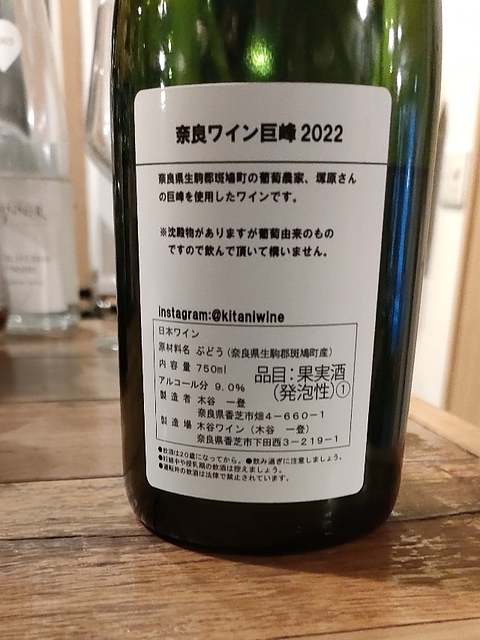 奈良ワイン巨峰 2022
奈良県生駒郡斑鳩町の葡萄農家、塚原さん
の巨峰を使用したワインです。
※沈殿物がありますが葡萄由来のもの
ですので飲んで頂いて構いません。
instagram:@kitaniwine
日本ワイン
原材料名 ぶどう (奈良県生駒郡斑鳩町産)
内容量 750ml
アルコール分 9.0%
品目:果実酒
(発泡性)①
製造者 木谷 一登
奈良県香芝市畑4-660-1
製造場 木谷ワイン (木谷 一登)
奈良県香芝市下田西3-219-1
●飲酒は20歳になってから。●飲み過ぎに注意しましょう。
●妊娠中や授乳期の飲酒は控えましょう。
●運転時の飲酒は法律で禁止されています。